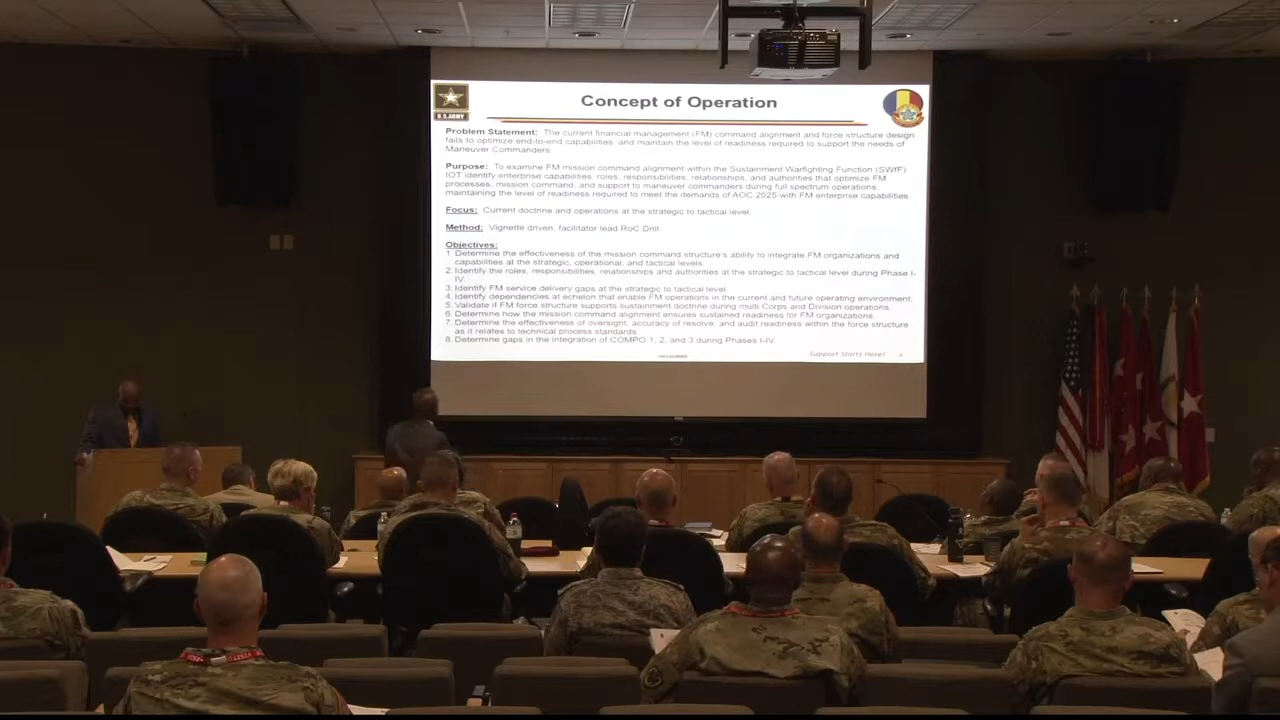 Concept of Operation
U.S. ARMY
Problem Statement: The current financial management (FM) command alignment and force structure design
fails to optimize end-to-end capabilities, and maintain the level of readiness required to support the needs of
Maneuver Commanders.
Purpose: To examine FM mission command alignment within the Sustainment Warfighting Function (SWfF)
IOT identify enterprise capabilities, roles, responsibilities, relationships, and authorities that optimize FM
processes, mission command, and support to maneuver commanders during full spectrum operations,
maintaining the level of readiness required to meet the demands of AOC 2025 with FM enterprise capabilities.
Focus: Current doctrine and operations at the strategic to tactical level.
Method: Vignette driven, facilitator lead RoC Drill.
Objectives:
1. Determine the effectiveness of the mission command structure's ability to integrate FM organizations and
capabilities at the strategic, operational, and tactical levels.
2. Identify the roles, responsibilities, relationships and authorities at the strategic to tactical level during Phase I-
IV.
3. Identify FM service delivery gaps at the strategic to tactical level.
4. Identify dependencies at echelon that enable FM operations in the current and future operating environment.
5. Validate if FM force structure supports sustainment doctrine during multi Corps and Division operations.
6. Determine how the mission command alignment ensures sustained readiness for FM organizations.
7. Determine the effectiveness of oversight, accuracy of resolve, and audit readiness within the force structure
as it relates to technical process standards.
8. Determine gaps in the integration of COMPO 1, 2, and 3 during Phases I-IV.
UNCLASSIFIED
Support Starts Here!